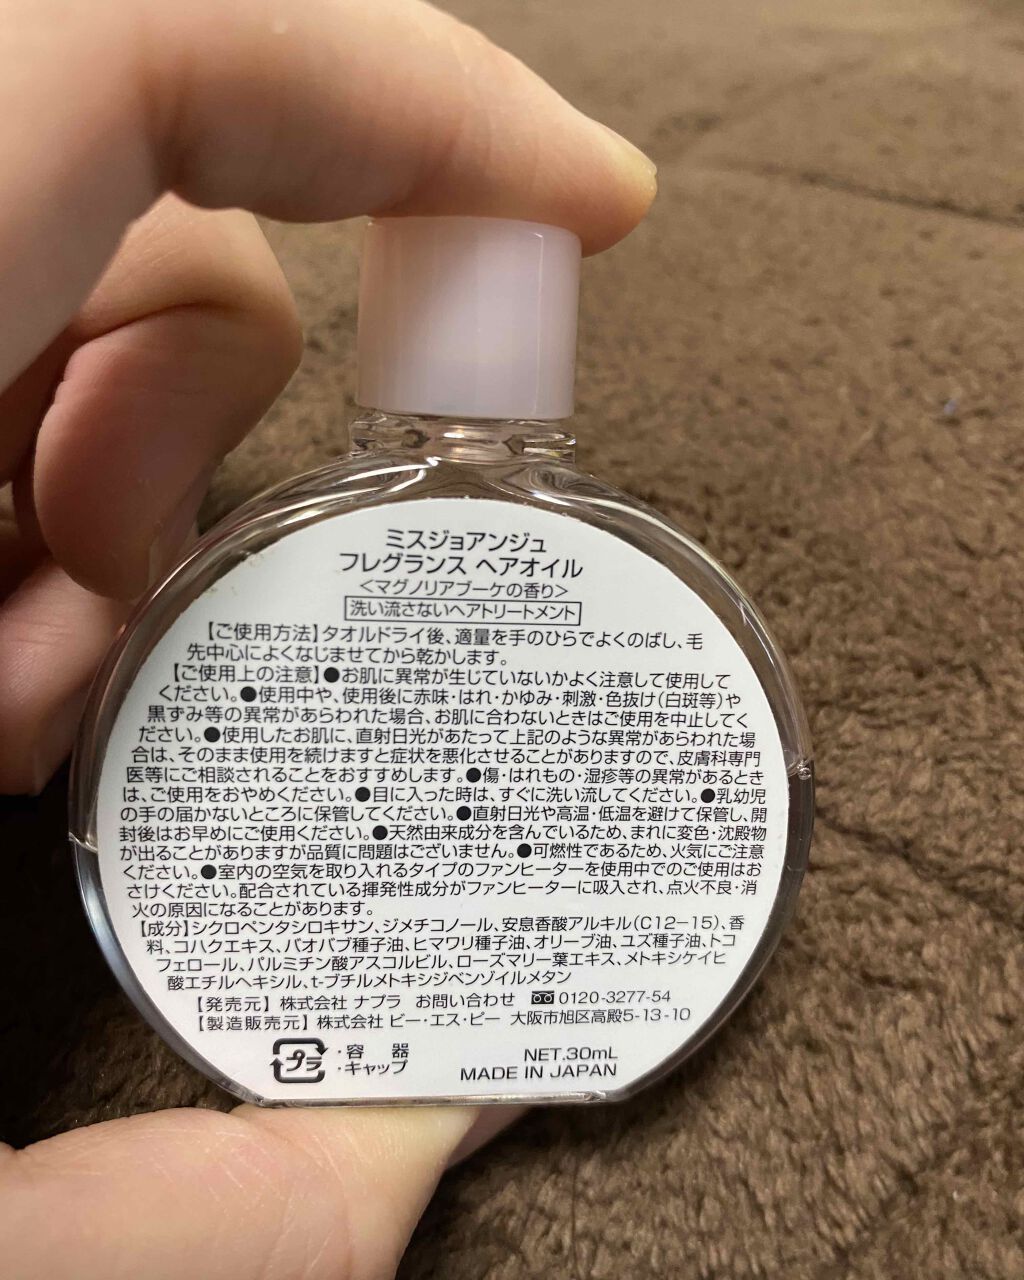 ミスジョアンジュ
フレグランス ヘアオイル
<マグノリアブーケの香り>
洗い流さないヘアトリートメント
【ご使用方法】タオルドライ後、適量を手のひらでよくのばし、毛
先中心によくなじませてから乾かします。
【ご使用上の注意】●お肌に異常が生じていないかよく注意して使用して
ください。●使用中や、使用後に赤味・はれ・かゆみ・刺激・色抜け(白斑等)や
黒ずみ等の異常があらわれた場合、お肌に合わないときはご使用を中止してく
ださい。●使用したお肌に、直射日光があたって上記のような異常があらわれた場
合は、そのまま使用を続けますと症状を悪化させることがありますので、皮膚科専門
医等にご相談されることをおすすめします。●傷・はれもの・湿疹等の異常があるとき
は、ご使用をおやめください。●目に入った時は、すぐに洗い流してください。●乳幼児
の手の届かないところに保管してください。●直射日光や高温・低温を避けて保管し、開
封後はお早めにご使用ください。●天然由来成分を含んでいるため、まれに変色・沈殿物
が出ることがありますが品質に問題はございません。●可燃性であるため、火気にご注意
ください。●室内の空気を取り入れるタイプのファンヒーターを使用中でのご使用はお
さけください。配合されている揮発性成分がファンヒーターに吸入され、点火不良・消
火の原因になることがあります。
【成分】シクロペンタシロキサン、ジメチコノール、安息香酸アルキル(C12-15)、香
料、コハクエキス、バオバブ種子油、ヒマワリ種子油、オリーブ油、ユズ種子油、トコ
フェロール、パルミチン酸アスコルビル、ローズマリー葉エキス、メトキシケイヒ
酸エチルヘキシル、t-ブチルメトキシジベンゾイルメタン
【発売元】株式会社 ナプラ お問い合わせ 0120-3277-54
【製造販売元】株式会社 ビー・エス・ピー 大阪市旭区高殿5-13-10
プラ
・容 器
・キャップ
NET.30mL
MADE IN JAPAN